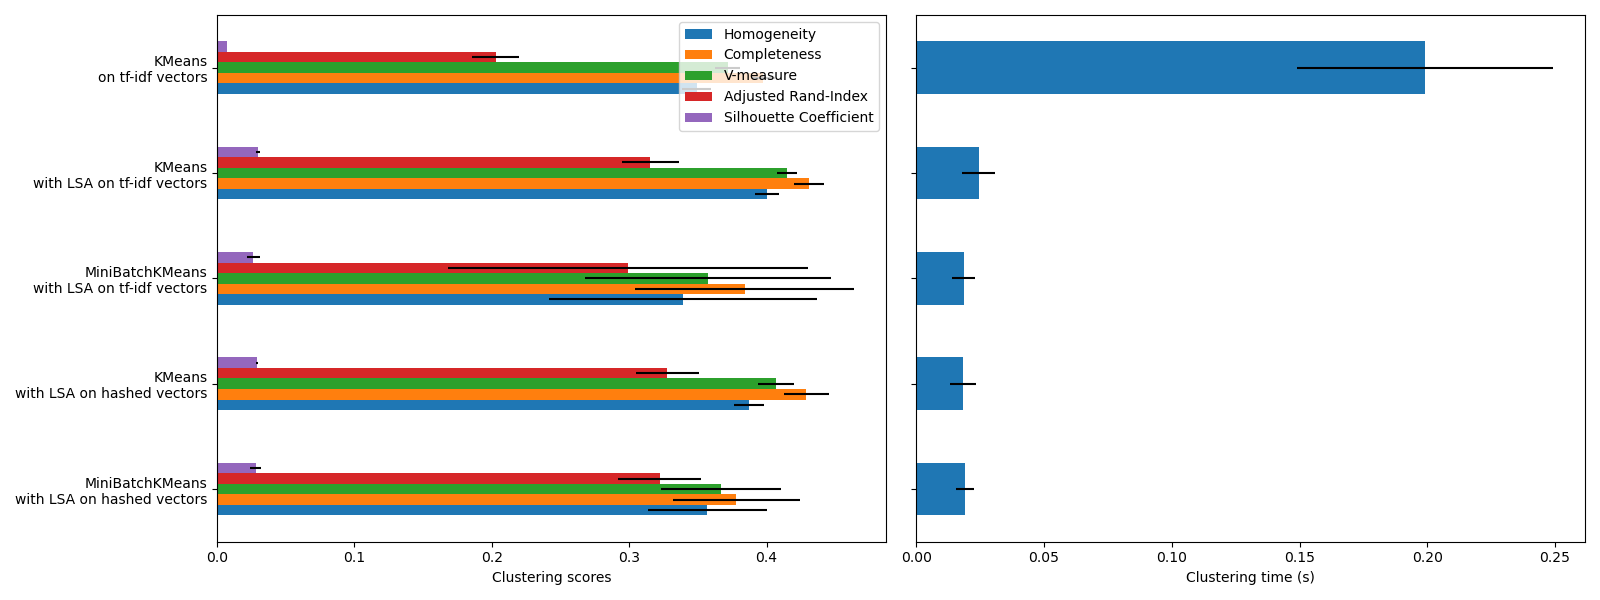 KMeans
on tf-idf vectors
KMeans
with LSA on tf-idf vectors
MiniBatchKMeans
with LSA on tf-idf vectors
KMeans
with LSA on hashed vectors
MiniBatchKMeans
with LSA on hashed vectors
Homogeneity
Completeness
V-measure
Adjusted Rand-Index
Silhouette Coefficient
0.0 0.1 0.2 0.3 0.4
Clustering scores
0.00 0.05 0.10 0.15 0.20 0.25
Clustering time (s)